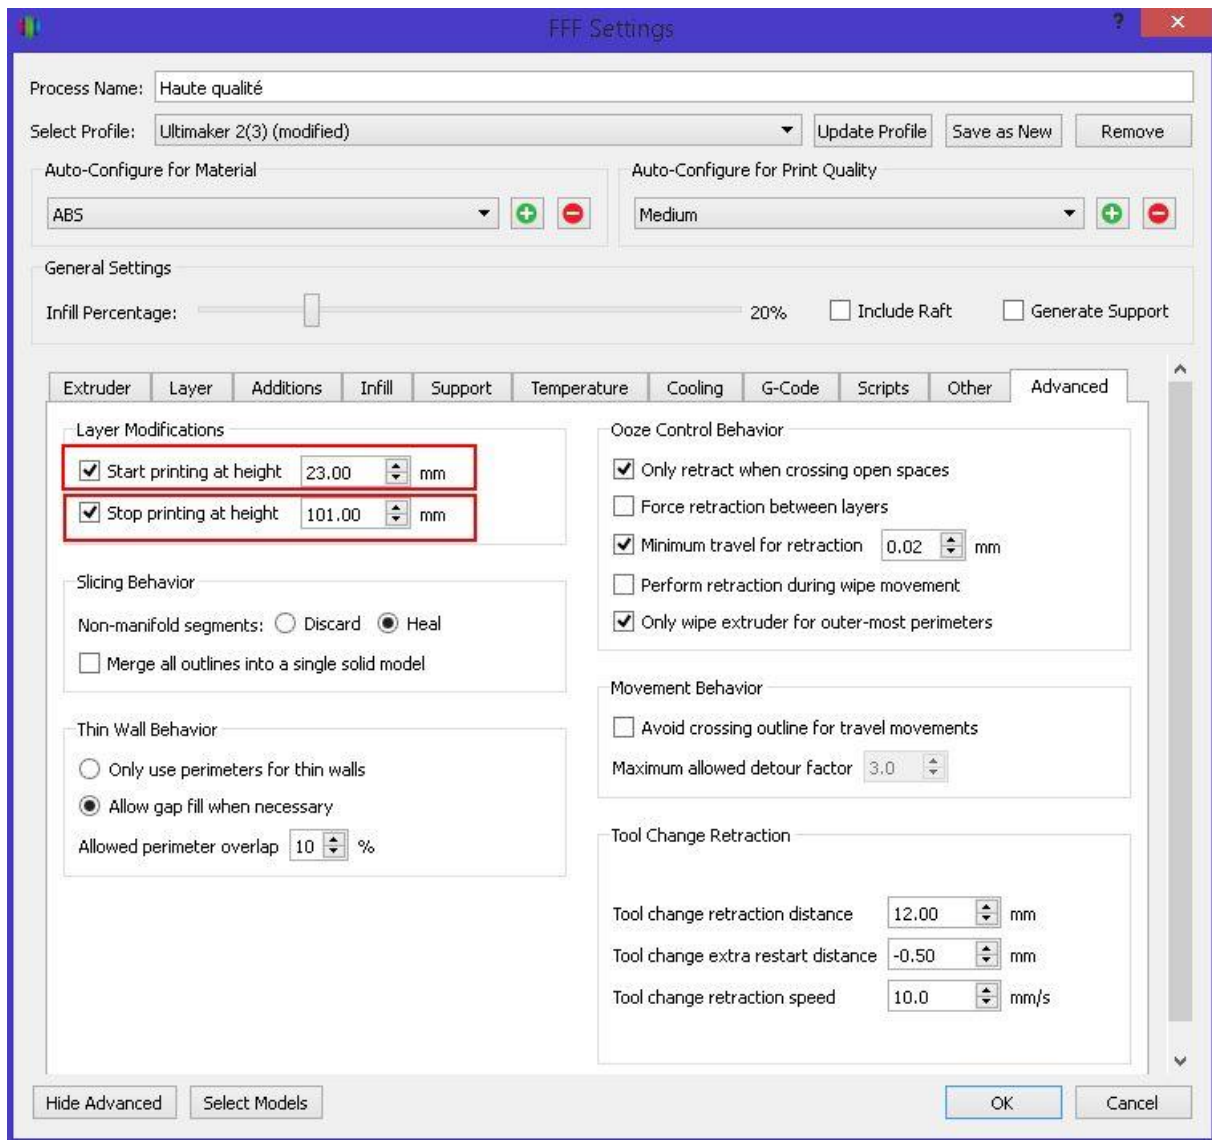 FFF Settings ?
Process Name: Haute qualité
Select Profile: Ultimaker 2(3) (modified) Update Profile Save as New Remove
Auto-Configure for Material
ABS
Auto-Configure for Print Quality
Medium
General Settings
Infill Percentage: 20% Include Raft Generate Support
Extruder Layer Additions Infill Support Temperature Cooling G-Code Scripts Other Advanced
Layer Modifications
Start printing at height 23.00 mm
Stop printing at height 101.00 mm
Slicing Behavior
Non-manifold segments: Discard Heal
Merge all outlines into a single solid model
Thin Wall Behavior
Only use perimeters for thin walls
Allow gap fill when necessary
Allowed perimeter overlap 10 %
Ooze Control Behavior
Only retract when crossing open spaces
Force retraction between layers
Minimum travel for retraction 0.02 mm
Perform retraction during wipe movement
Only wipe extruder for outer-most perimeters
Movement Behavior
Avoid crossing outline for travel movements
Maximum allowed detour factor 3.0
Tool Change Retraction
Tool change retraction distance 12.00 mm
Tool change extra restart distance -0.50 mm
Tool change retraction speed 10.0 mm/s
Hide Advanced Select Models OK Cancel